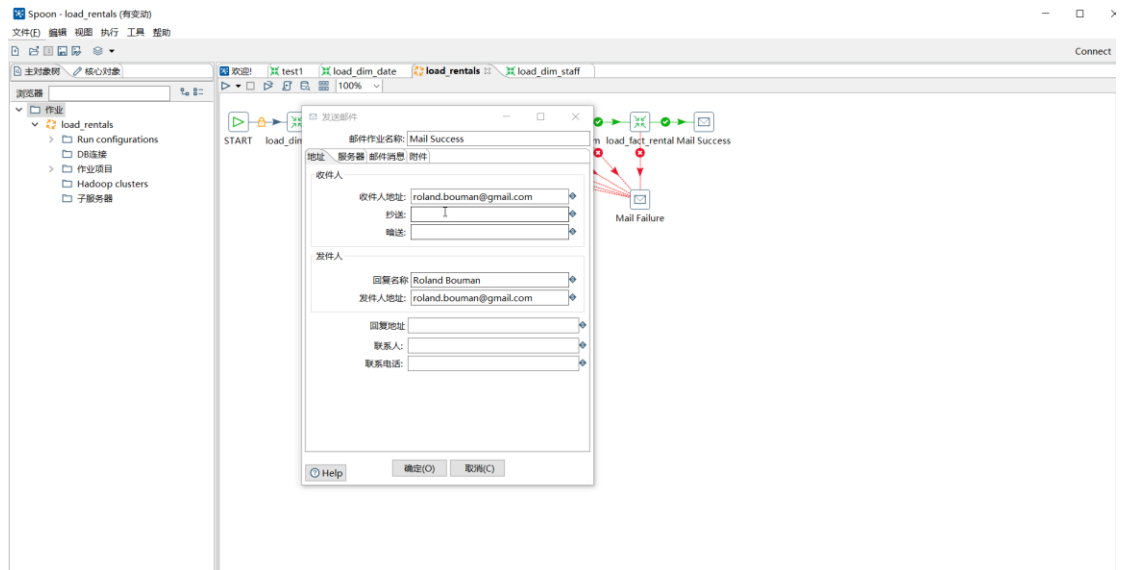 Spoon - load_rentals (有变动)
文件(F) 编辑 视图 执行 工具 帮助
Connect
主对象树 核心对象
欢迎! test1 load_dim_date load_rentals load_dim_staff
浏览器
100%
作业
load_rentals
Run configurations
DB连接
作业项目
Hadoop clusters
子服务器
START load_din
n load_fact_rental Mail Success
Mail Failure
发送邮件
邮件作业名称: Mail Success
地址 服务器 邮件消息 附件
收件人
收件人地址: roland.bouman@gmail.com
抄送:
暗送:
发件人
回复名称 Roland Bouman
发件人地址: roland.bouman@gmail.com
回复地址
联系人:
联系电话:
Help 确定(O) 取消(C)